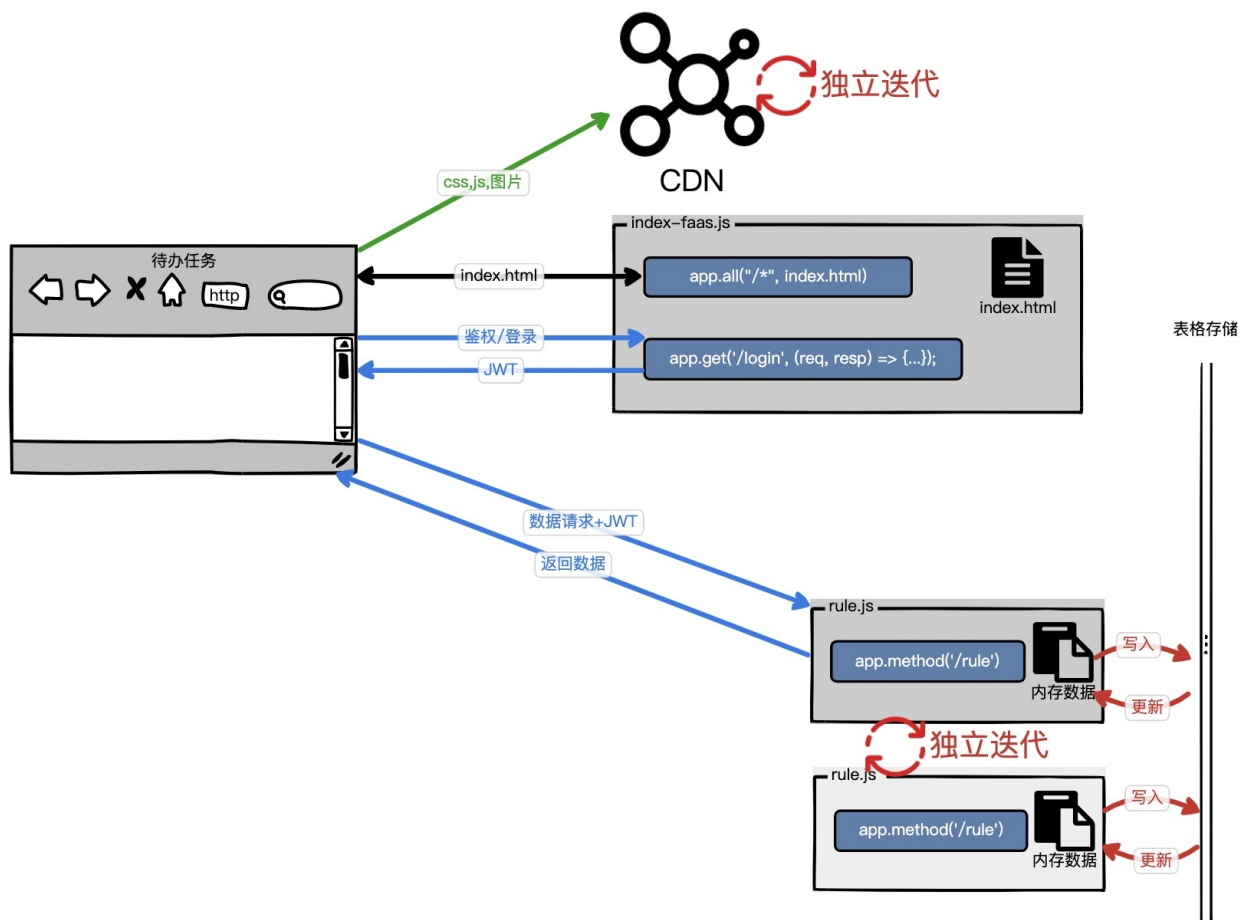 独立迭代
CDN
css,js,图片
index-faas.js
待办任务
http
index.html
app.all("/*", index.html)
index.html
表格存储
鉴权/登录
app.get('/login', (req, resp) => {...});
JWT
数据请求+JWT
返回数据
rule.js
app.method('/rule')
内存数据
写入
更新
独立迭代
rule.js
app.method('/rule')
内存数据
写入
更新